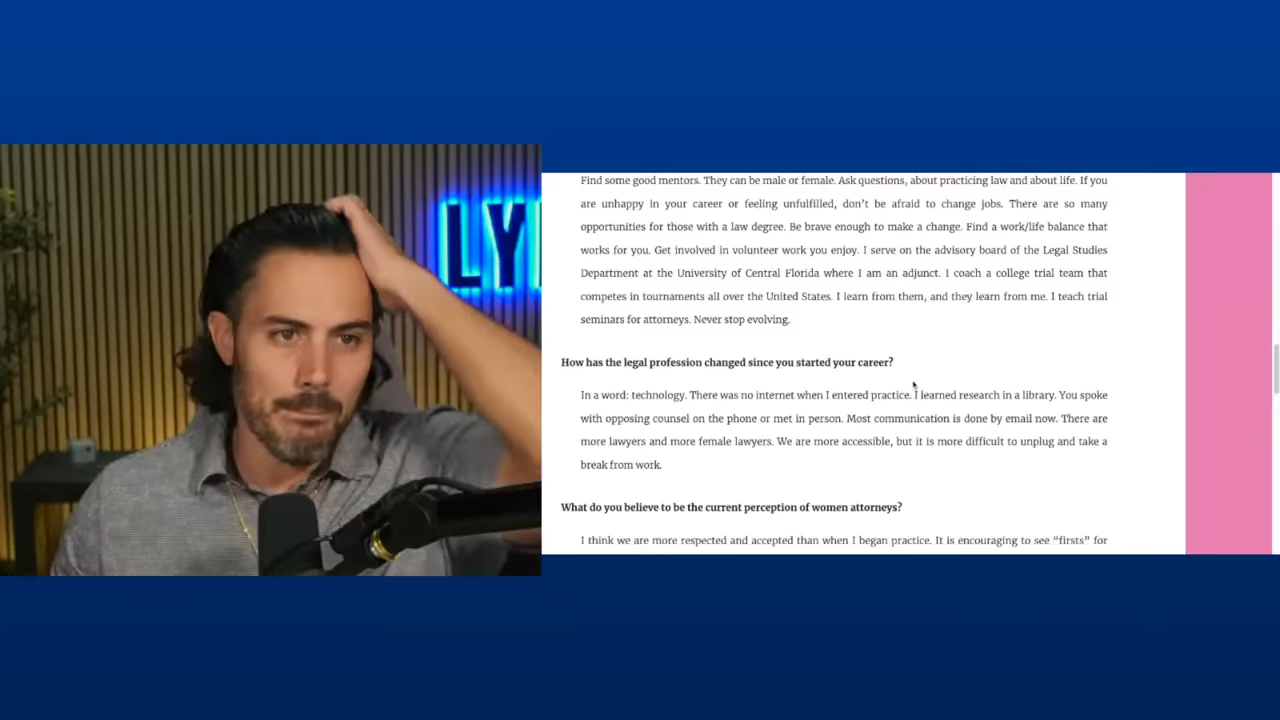 LY
Find some good mentors. They can be male or female. Ask questions, about practicing law and about life. If you
are unhappy in your career or feeling unfulfilled, don’t be afraid to change jobs. There are so many
opportunities for those with a law degree. Be brave enough to make a change. Find a work/life balance that
works for you. Get involved in volunteer work you enjoy. I serve on the advisory board of the Legal Studies
Department at the University of Central Florida where I am an adjunct. I coach a college trial team that
competes in tournaments all over the United States. I learn from them, and they learn from me. I teach trial
seminars for attorneys. Never stop evolving.
How has the legal profession changed since you started your career?
In a word: technology. There was no internet when I entered practice. I learned research in a library. You spoke
with opposing counsel on the phone or met in person. Most communication is done by email now. There are
more lawyers and more female lawyers. We are more accessible, but it is more difficult to unplug and take a
break from work.
What do you believe to be the current perception of women attorneys?
I think we are more respected and accepted than when I began practice. It is encouraging to see “firsts” for